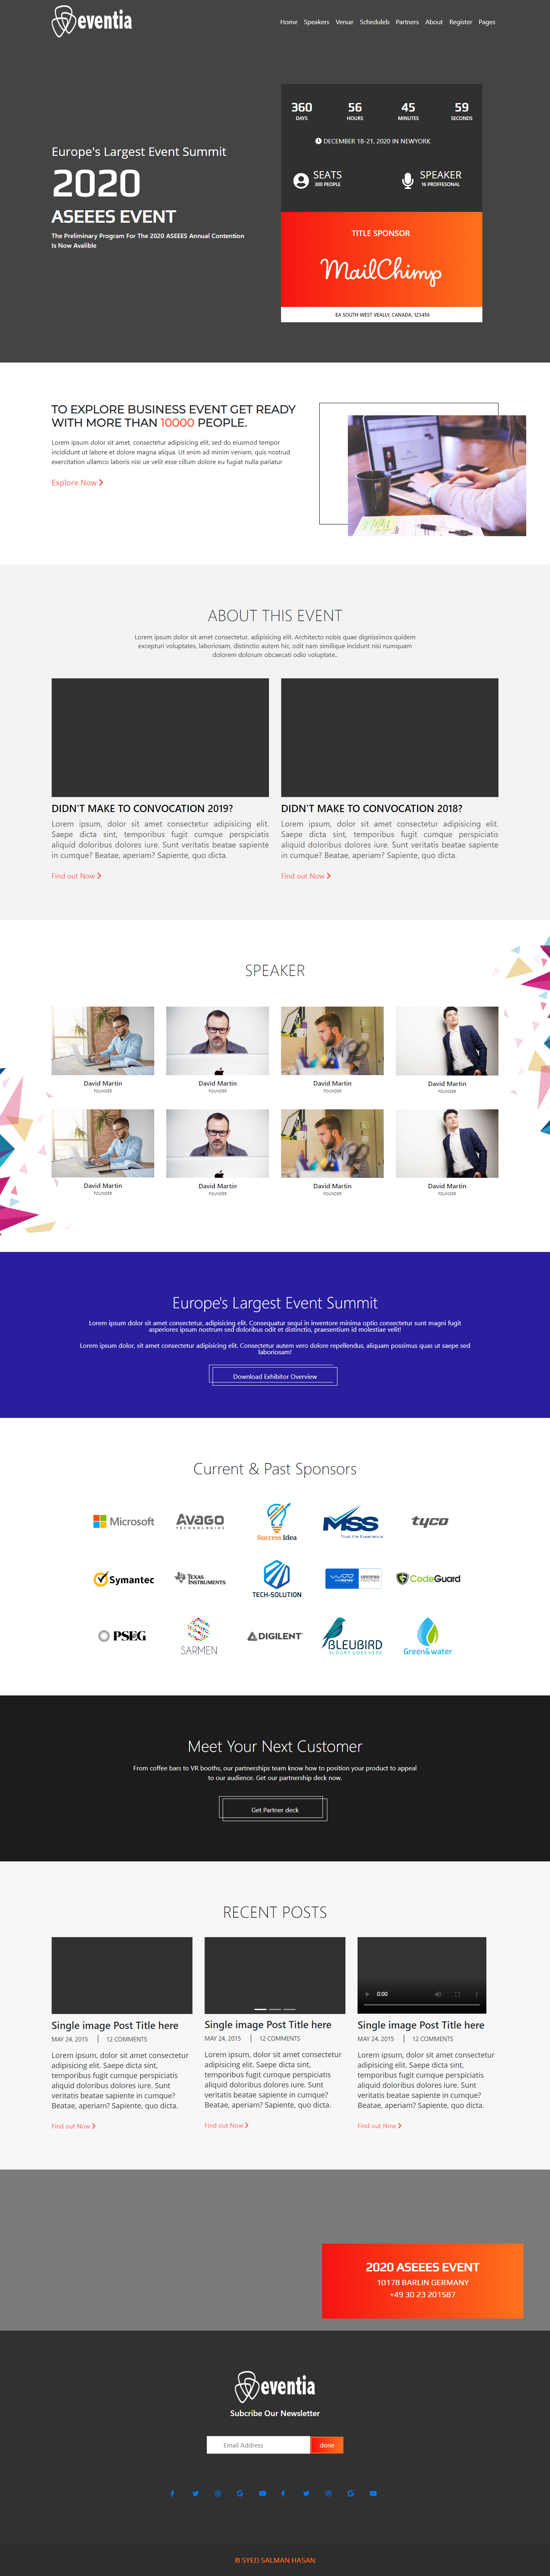 eventia
Home Speakers Venue Scheduleb Partners About Register Pages
Europe's Largest Event Summit
2020
ASEEES EVENT
The Preliminary Program For The 2020 ASEEES Annual Contention
Is Now Avalible
360 56 45 59
DAYS HOURS MINUTES SECONDS
DECEMBER 18-21, 2020 IN NEWYORK
SEATS
300 PEOPLE
SPEAKER
16 PROFFESONAL
TITLE SPONSOR
MailChimp
EA SOUTH WEST VEALLY, CANADA, 123456
TO EXPLORE BUSINESS EVENT GET READY
WITH MORE THAN 10000 PEOPLE.
Lorem ipsum dolor sit amet, consectetur adipisicing elit, sed do eiusmod tempor
incididunt ut labore et dolore magna aliqua. Ut enim ad minim veniam, quis nostrud
exercitation ullamco laboris nisi ue velit esse cillum dolore eu fugiat nulla pariatur
Explore Now
ABOUT THIS EVENT
Lorem ipsum dolor sit amet consectetur, adipisicing elit. Architecto nobis quae dignissimos quidem
excepturi voluptates, laboriosam, distinctio autem hic, odit nam similique incidunt nisi numquam
dolorem dolorum obcaecati odio voluptate..
DIDN'T MAKE TO CONVOCATION 2019?
Lorem ipsum, dolor sit amet consectetur adipisicing elit.
Saepe dicta sint, temporibus fugit cumque perspiciatis
aliquid doloribus dolores iure. Sunt veritatis beatae sapiente
in cumque? Beatae, aperiam? Sapiente, quo dicta.
Find out Now
DIDN'T MAKE TO CONVOCATION 2018?
Lorem ipsum, dolor sit amet consectetur adipisicing elit.
Saepe dicta sint, temporibus fugit cumque perspiciatis
aliquid doloribus dolores iure. Sunt veritatis beatae sapiente
in cumque? Beatae, aperiam? Sapiente, quo dicta.
Find out Now
SPEAKER
David Martin David Martin David Martin David Martin
FOUNDER FOUNDER FOUNDER FOUNDER
David Martin David Martin David Martin David Martin
FOUNDER FOUNDER FOUNDER FOUNDER
Europe's Largest Event Summit
Lorem ipsum dolor sit amet consectetur, adipisicing elit. Consequatur sequi in inventore minima optio consectetur sunt magni fugit
asperiores ipsum nostrum sed doloribus odit et distinctio, praesentium id molestiae velit!
Lorem ipsum dolor, sit amet consectetur adipisicing elit. Consectetur autem vero dolore repellendus, aliquam possimus quas ut saepe sed
laboriosam!
Download Exhibitor Overview
Current & Past Sponsors
Microsoft
AVAGO
TECHNOLOGIES
Success Idea
MSS
Trust the Experience
tyco
Symantec
TEXAS
INSTRUMENTS
TECH-SOLUTION
CodeGuard
PSEG
SARMEN
DIGILENT
BLEUBIRD
SLOGAN GOES HERE
Green&water
Meet Your Next Customer
From coffee bars to VR booths, our partnerships team know how to position your product to appeal
to our audience. Get our partnership deck now.
Get Partner deck
RECENT POSTS
Single image Post Title here
MAY 24, 2015 | 12 COMMENTS
Lorem ipsum, dolor sit amet consectetur
adipisicing elit. Saepe dicta sint,
temporibus fugit cumque perspiciatis
aliquid doloribus dolores iure. Sunt
veritatis beatae sapiente in cumque?
Beatae, aperiam? Sapiente, quo dicta.
Find out Now
Single image Post Title here
MAY 24, 2015 | 12 COMMENTS
Lorem ipsum, dolor sit amet consectetur
adipisicing elit. Saepe dicta sint,
temporibus fugit cumque perspiciatis
aliquid doloribus dolores iure. Sunt
veritatis beatae sapiente in cumque?
Beatae, aperiam? Sapiente, quo dicta.
Find out Now
0:00
Single image Post Title here
MAY 24, 2015 | 12 COMMENTS
Lorem ipsum, dolor sit amet consectetur
adipisicing elit. Saepe dicta sint,
temporibus fugit cumque perspiciatis
aliquid doloribus dolores iure. Sunt
veritatis beatae sapiente in cumque?
Beatae, aperiam? Sapiente, quo dicta.
Find out Now
2020 ASEEES EVENT
10178 BARLIN GERMANY
+49 30 23 201587
eventia
Subcribe Our Newsletter
Email Address done
© SYED SALMAN HASAN